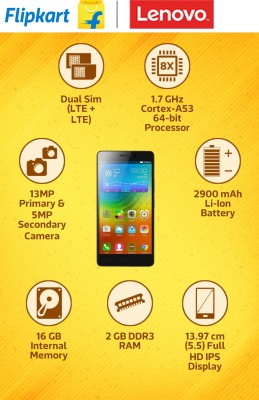 Flipkart
Lenovo
8X
Dual Sim
(LTE +
LTE)
1.7 GHz
Cortex-A53
64-bit
Processor
13MP
Primary &
5MP
Secondary
Camera
2900 mAh
Li-Ion
Battery
16 GB
Internal
Memory
2 GB DDR3
RAM
13.97 cm
(5.5) Full
HD IPS
Display